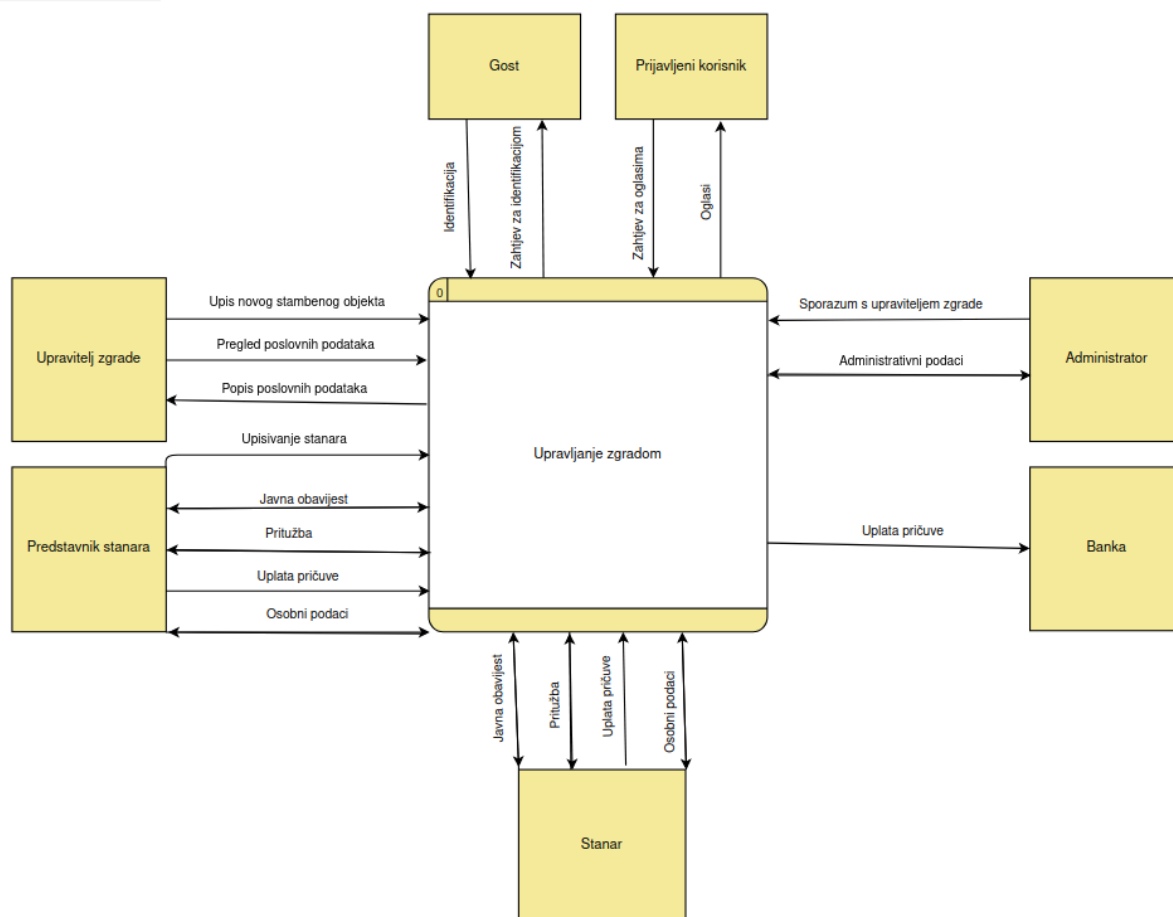 Gost
Prijavljeni korisnik
Identifikacija
Zahtjev za identifikacijom
Zahtjev za oglasima
Oglasi
0
Upravitelj zgrade
Upis novog stambenog objekta
Pregled poslovnih podataka
Popis poslovnih podataka
Sporazum s upraviteljem zgrade
Administrativni podaci
Administrator
Upravljanje zgradom
Predstavnik stanara
Upisivanje stanara
Javna obavijest
Pritužba
Uplata pričuve
Osobni podaci
Uplata pričuve
Banka
Javna obavijest
Pritužba
Uplata pričuve
Osobni podaci
Stanar